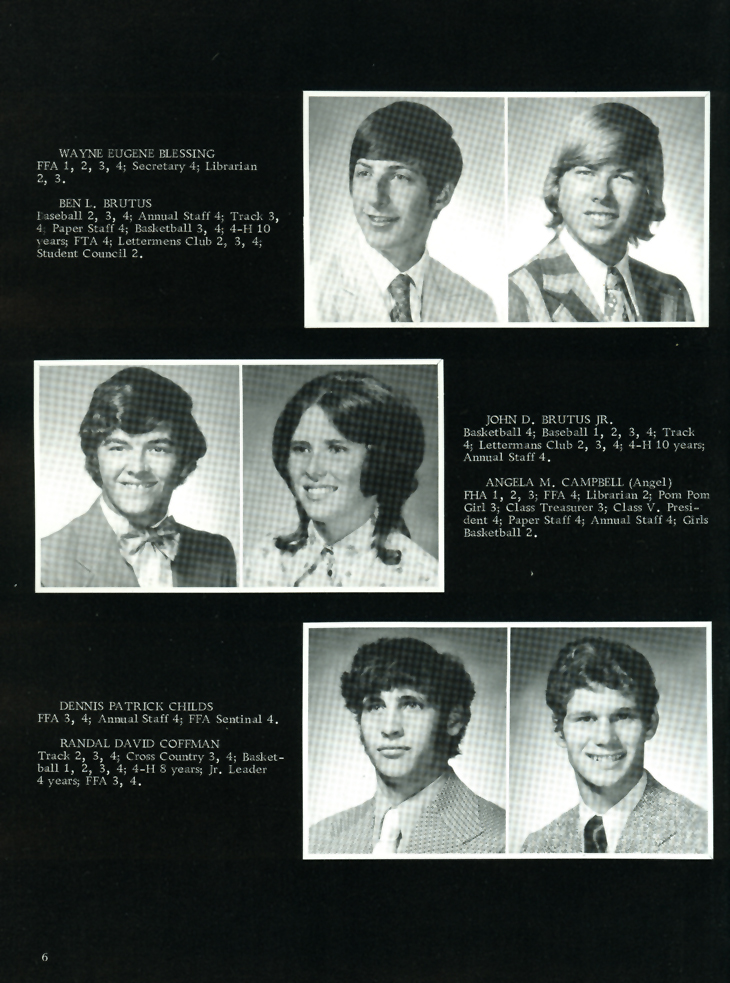 WAYNE EUGENE BLESSING
FFA 1, 2, 3, 4; Secretary 4; Librarian
2, 3.
BEN L. BRUTUS
Baseball 2, 3, 4; Annual Staff 4; Track 3,
4; Paper Staff 4; Basketball 3, 4; 4-H 10
years; FTA 4; Lettermens Club 2, 3, 4;
Student Council 2.
JOHN D. BRUTUS JR.
Basketball 4; Baseball 1, 2, 3, 4; Track
4; Lettermans Club 2, 3, 4; 4-H 10 years;
Annual Staff 4.
ANGELA M. CAMPBELL (Angel)
FHA 1, 2, 3; FFA 4; Librarian 2; Pom Pom
Girl 3; Class Treasurer 3; Class V. Presi-
dent 4; Paper Staff 4; Annual Staff 4; Girls
Basketball 2.
DENNIS PATRICK CHILDS
FFA 3, 4; Annual Staff 4; FFA Sentinal 4.
RANDAL DAVID COFFMAN
Track 2, 3, 4; Cross Country 3, 4; Basket-
ball 1, 2, 3, 4; 4-H 8 years; Jr. Leader
4 years; FFA 3, 4.
6